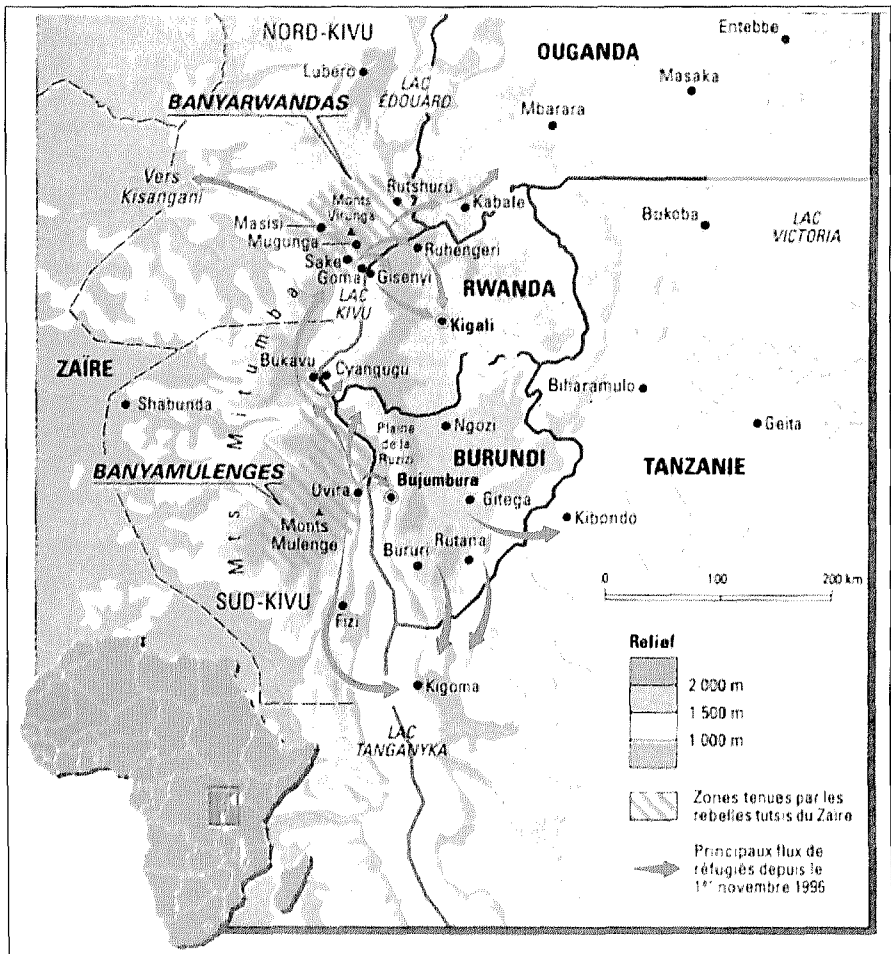 NORD-KIVU
Entebbe
OUGANDA
Lubero
LAC
ÉDOUARD
Masaka
BANYARWANDAS
Mbarara
Vers
Kisangani
Rutshuru
Monts
Virunga
Kabale
Masisi
Mugunga
Ruhengeri
Bukoba
LAC
VICTORIA
Sake
Goma
Gisenyi
LAC
KIVU
RWANDA
Kigali
ZAÏRE
Bukavu
Cyangugu
Shabunda
Mts Mitumba
Biharamulo
Geita
Plaine
de la
Ruzizi
Ngozi
BURUNDI
TANZANIE
BANYAMULENGES
Uvira
Bujumbura
Gitega
Kibondo
Monts
Mulenge
Bururi
Rutana
SUD-KIVU
Fizi
0 100 200 km
Kigoma
LAC
TANGANYKA
Relief
2 000 m
1 500 m
1 000 m
Zones tenues par les
rebelles tutsis du Zaïre
Principaux flux de
réfugiés depuis le
1er novembre 1996